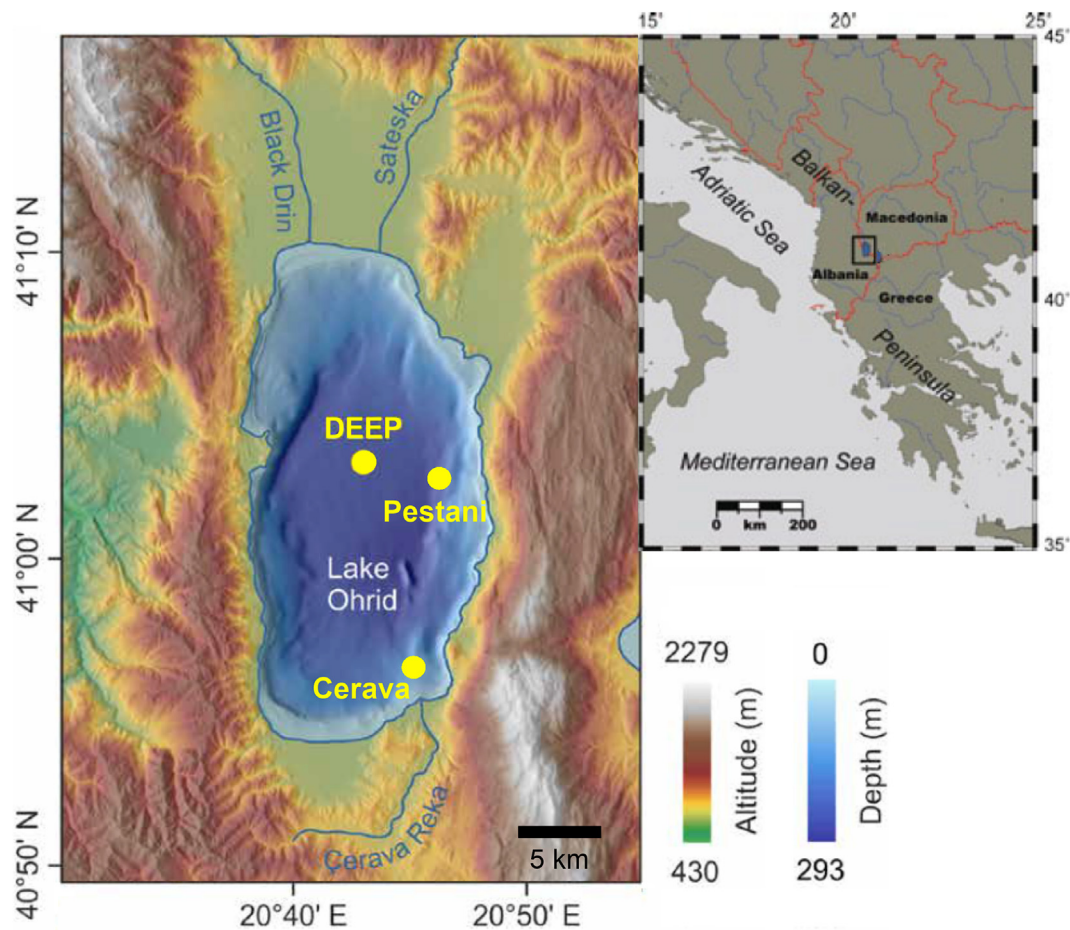 15'
20°
25°
45°
40°
35°
Black Drin
Sateska
41°10' N
41°00' N
40°50' N
DEEP
Pestani
Lake
Ohrid
Cerava
Çerava Reka
5 km
20°40' E
20°50' E
Balkan-
Adriatic Sea
Macedonia
Albania
Greece
Peninsula
Mediterranean Sea
0 km 200
2279
Altitude (m)
430
0
Depth (m)
293